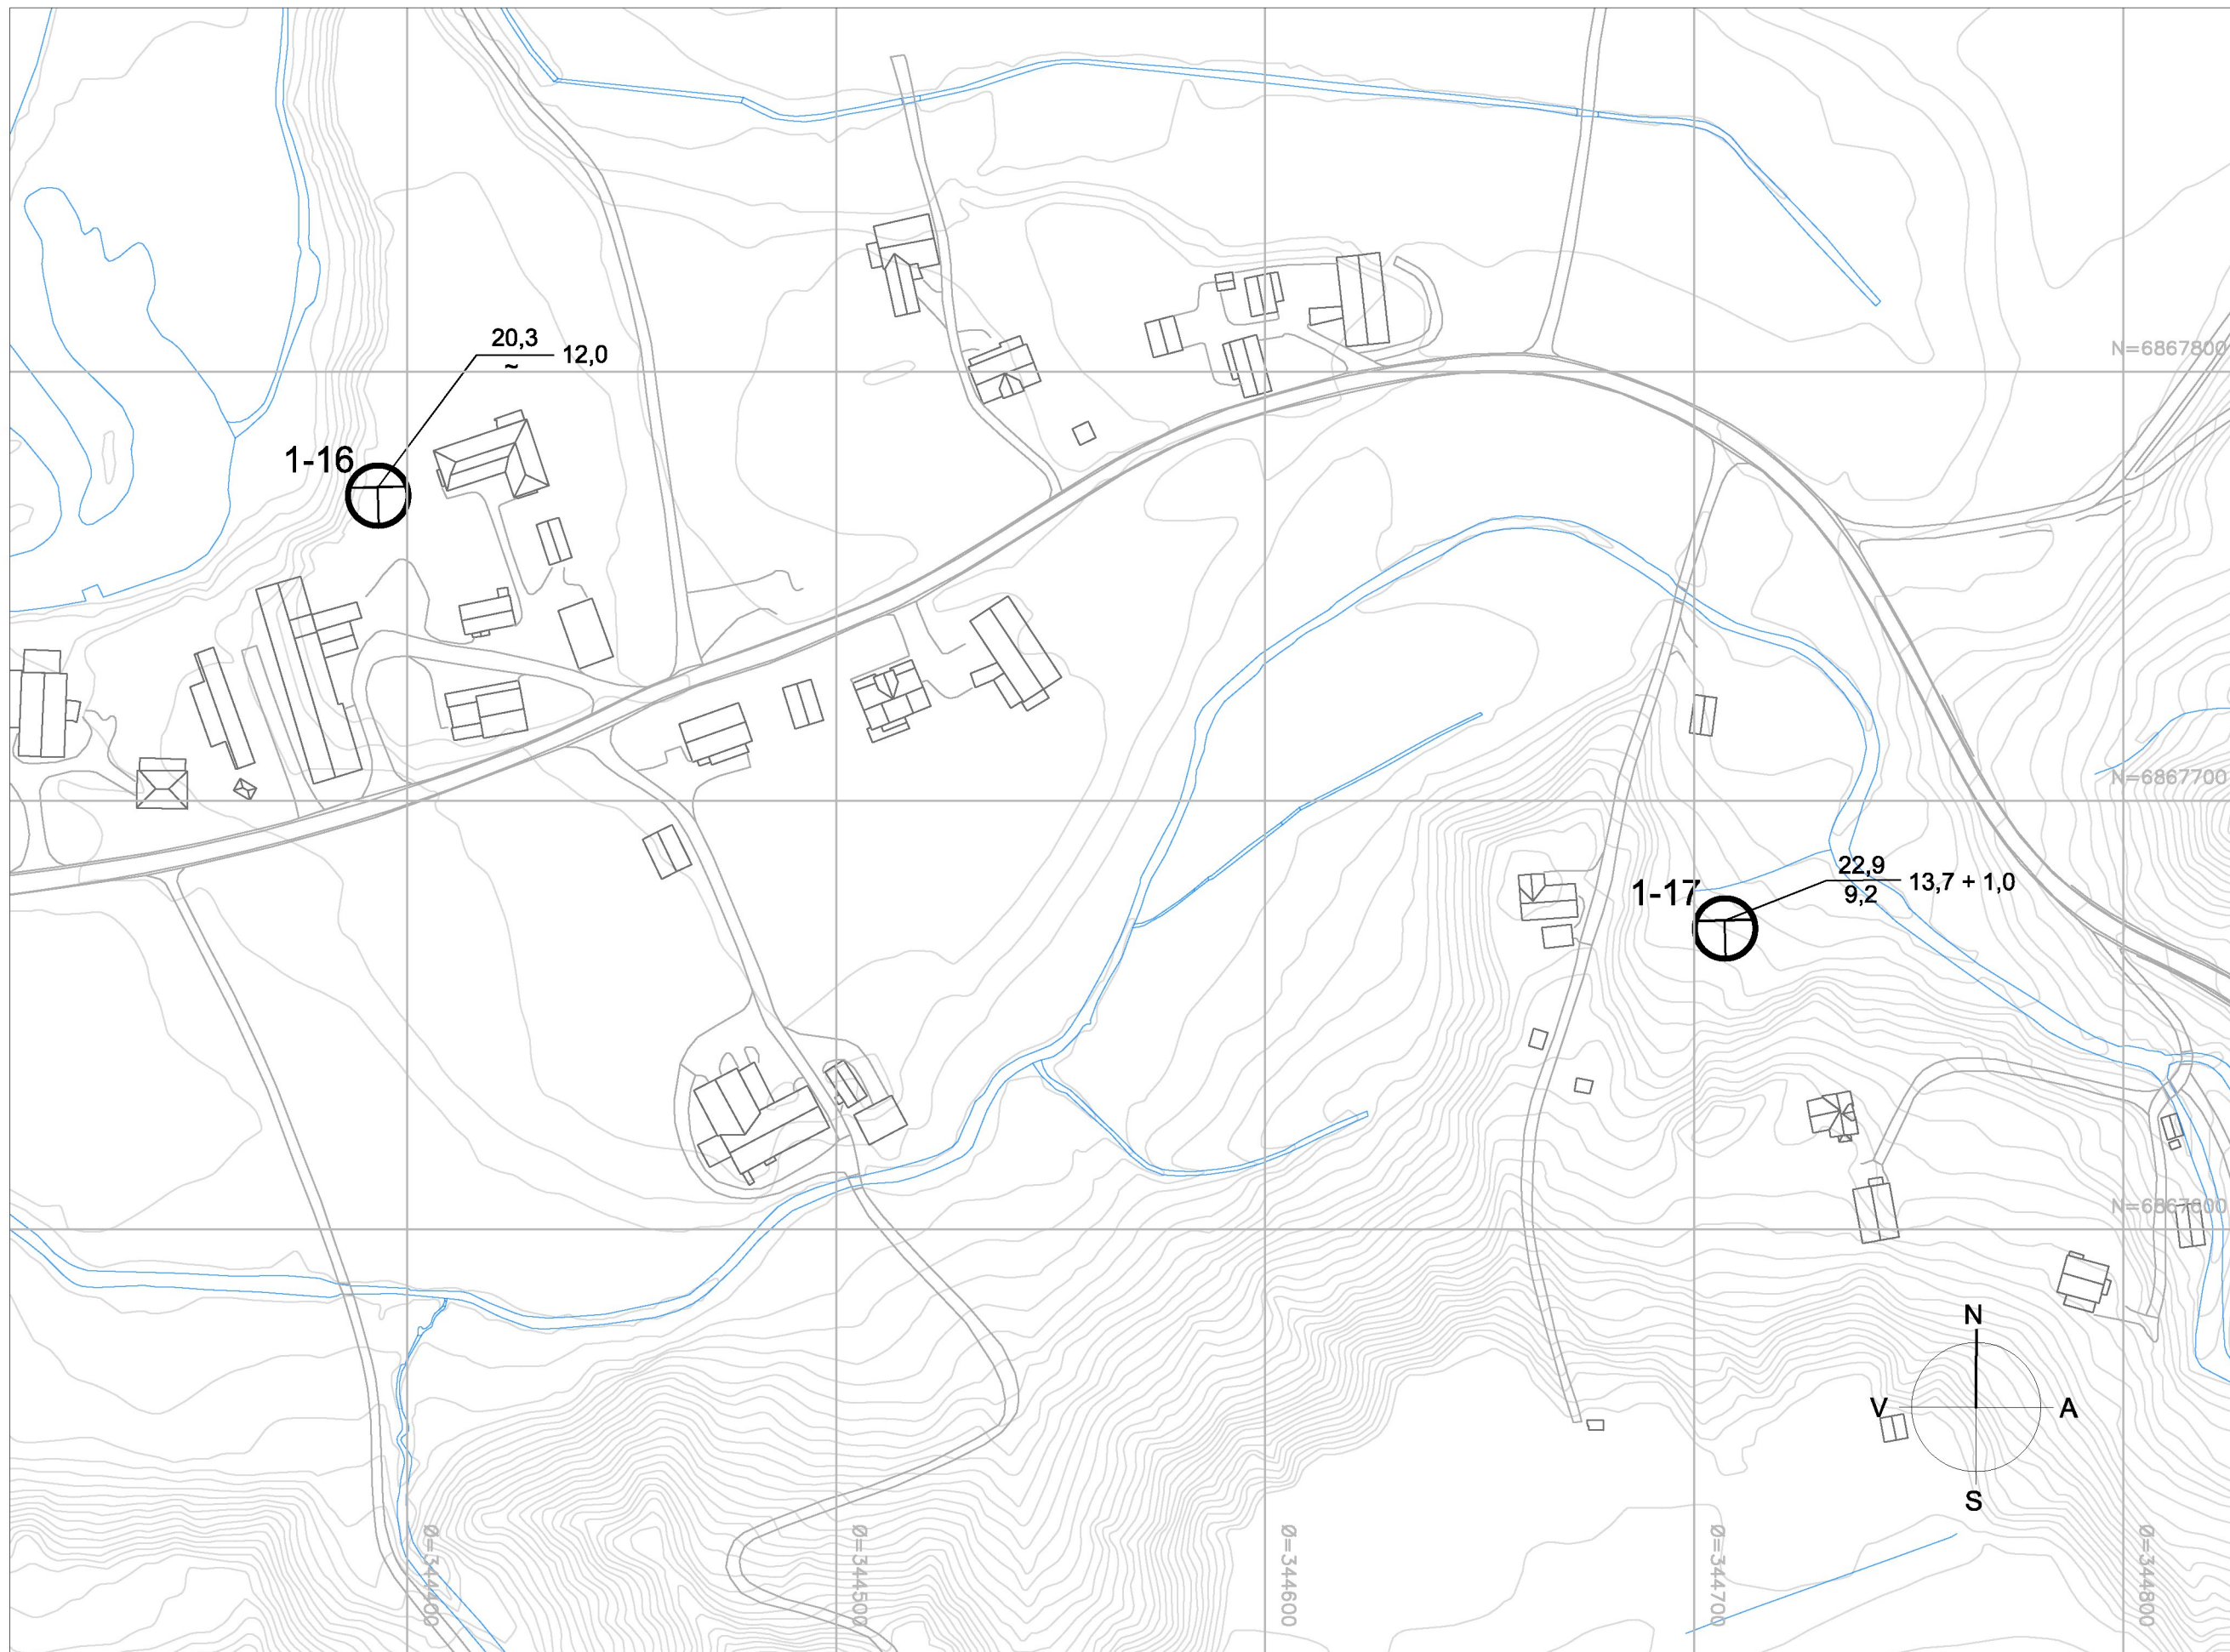 N=6867800
20,3
~
12,0
1-16
N=6867700
22,9
9,2
13,7 + 1,0
1-17
N=6867600
N
V
A
S
Ø=344400
Ø=344500
Ø=344600
Ø=344700
Ø=344800